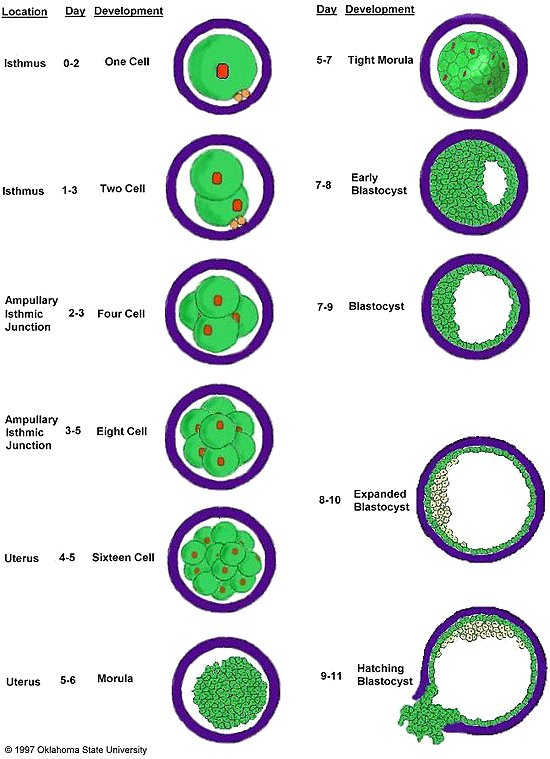 Location Day Development
Isthmus 0-2 One Cell
Isthmus 1-3 Two Cell
Ampullary
Isthmic 2-3 Four Cell
Junction
Ampullary
Isthmic 3-5 Eight Cell
Junction
Uterus 4-5 Sixteen Cell
Uterus 5-6 Morula
© 1997 Oklahoma State University
Day Development
5-7 Tight Morula
7-8 Early
Blastocyst
7-9 Blastocyst
8-10 Expanded
Blastocyst
9-11 Hatching
Blastocyst